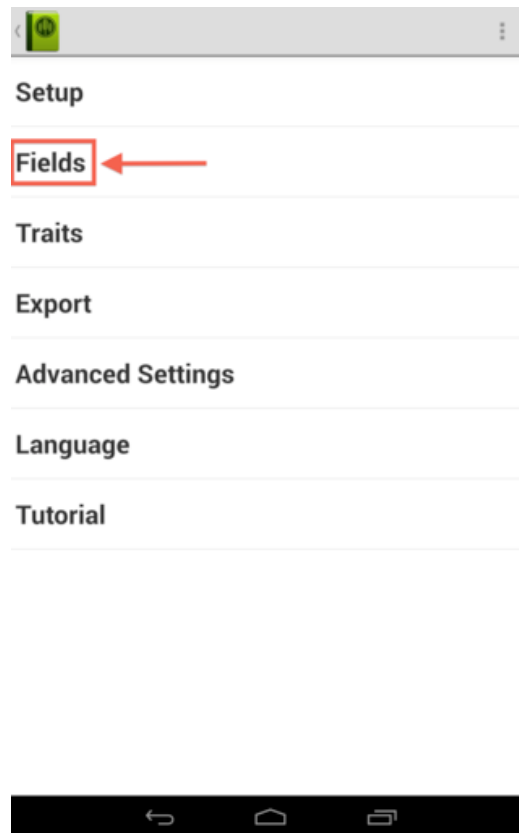 Setup
Fields
Traits
Export
Advanced Settings
Language
Tutorial